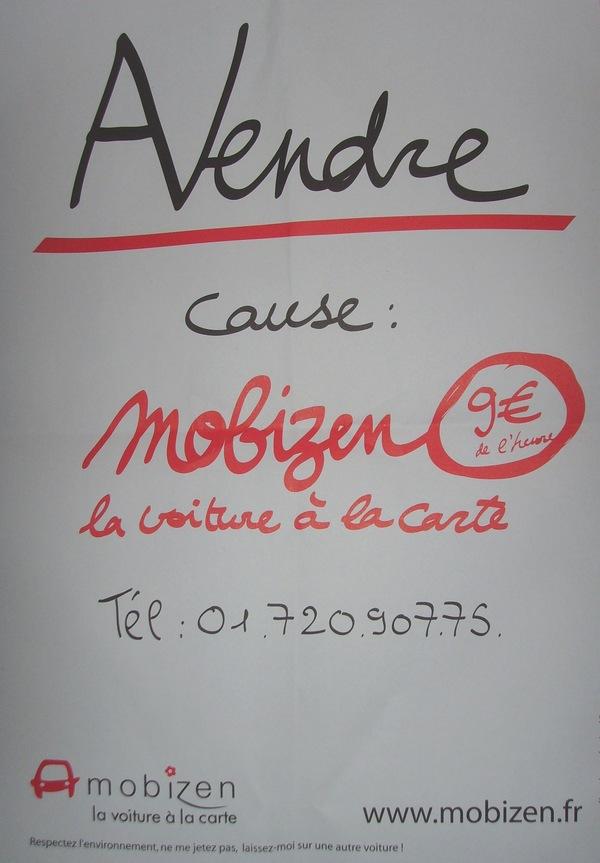 A Vendre
cause :
mobizen
9€
de l'heure
la voiture à la carte
Tél : 01.720.907.75.
mobizen
la voiture à la carte
www.mobizen.fr
Respectez l'environnement, ne me jetez pas, laissez-moi sur une autre voiture !